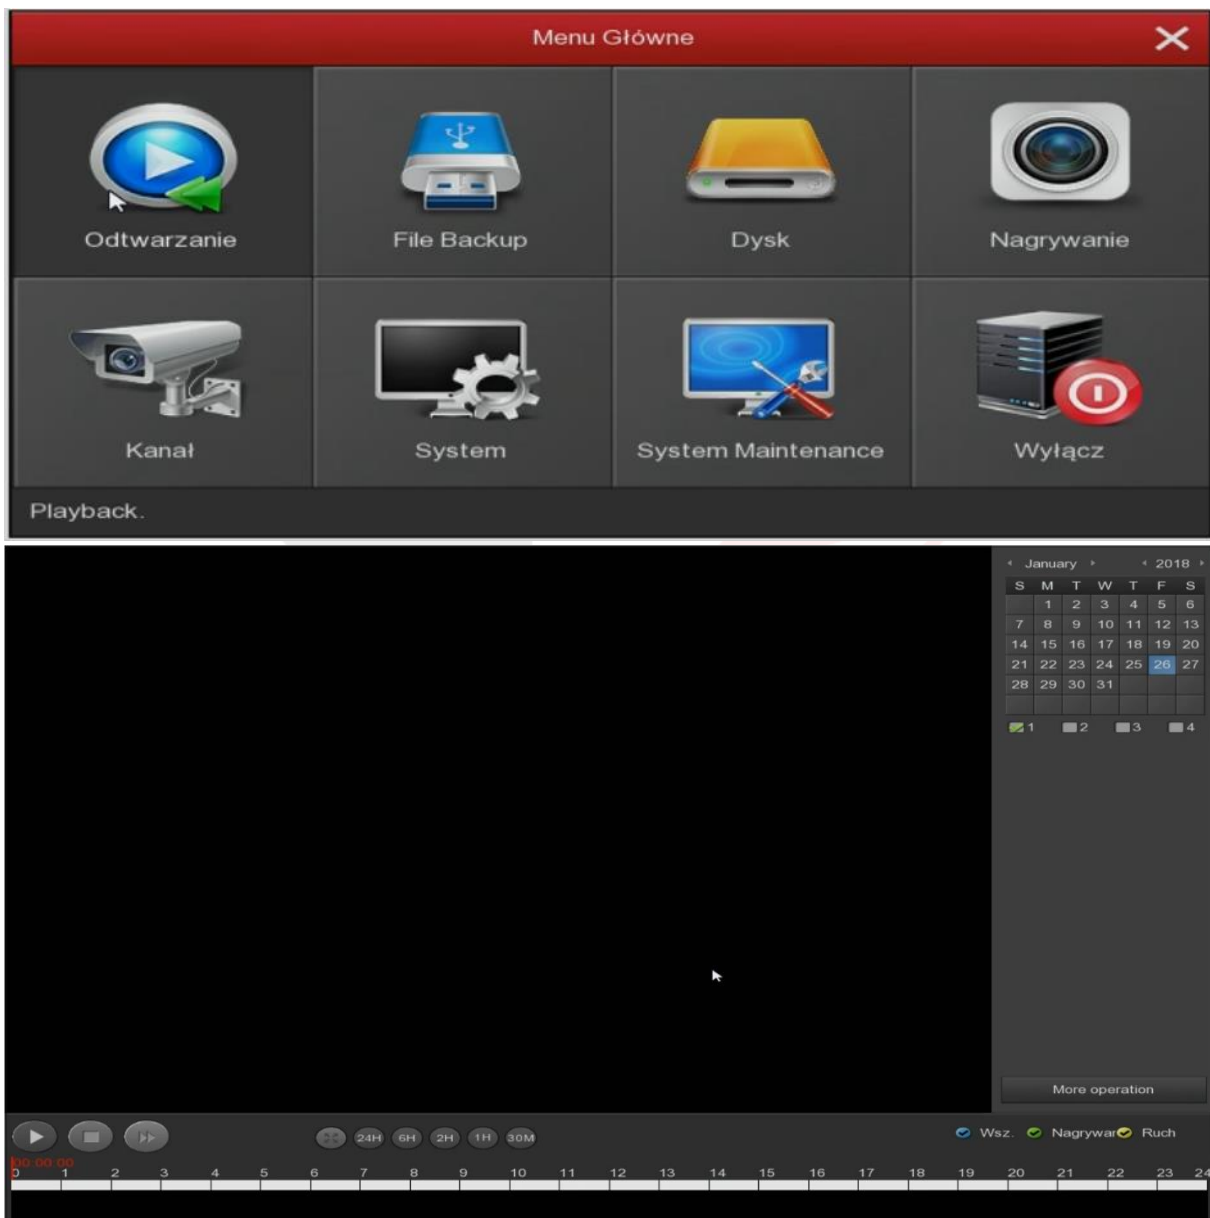 Menu Główne
Odtwarzanie File Backup Dysk Nagrywanie
Kanał System System Maintenance Wyłącz
Playback.
January 2018
S M T W T F S
1 2 3 4 5 6
7 8 9 10 11 12 13
14 15 16 17 18 19 20
21 22 23 24 25 26 27
28 29 30 31
1 2 3 4
More operation
24H 6H 2H 1H 30M Wsz. Nagrywar Ruch
00:00:00
0 1 2 3 4 5 6 7 8 9 10 11 12 13 14 15 16 17 18 19 20 21 22 23 24